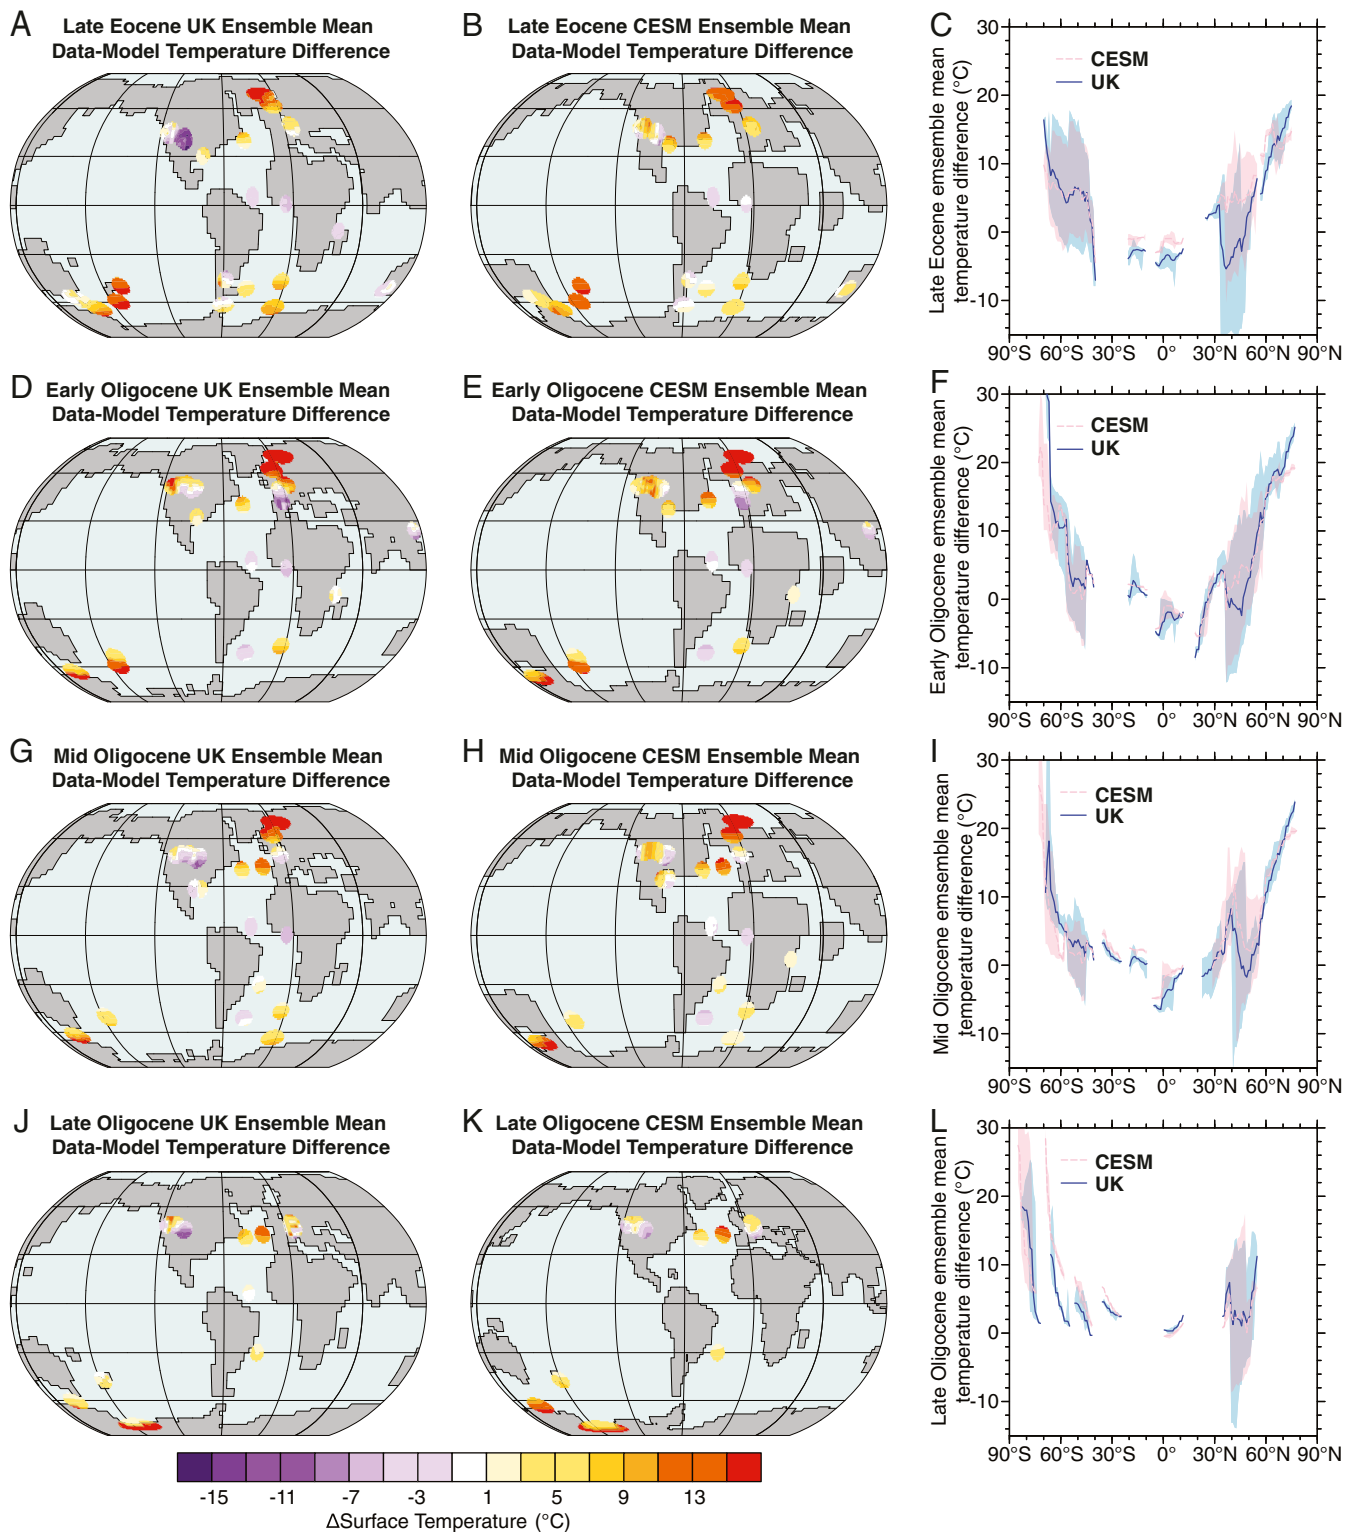 A Late Eocene UK Ensemble Mean
Data-Model Temperature Difference
B Late Eocene CESM Ensemble Mean
Data-Model Temperature Difference
C
Late Eocene emsemble mean
temperature difference (°C)
30
20
10
0
-10
CESM
UK
90°S 60°S 30°S 0° 30°N 60°N 90°N
D Early Oligocene UK Ensemble Mean
Data-Model Temperature Difference
E Early Oligocene CESM Ensemble Mean
Data-Model Temperature Difference
F
Early Oligocene emsemble mean
temperature difference (°C)
30
20
10
0
-10
CESM
UK
90°S 60°S 30°S 0° 30°N 60°N 90°N
G Mid Oligocene UK Ensemble Mean
Data-Model Temperature Difference
H Mid Oligocene CESM Ensemble Mean
Data-Model Temperature Difference
I
Mid Oligocene emsemble mean
temperature difference (°C)
30
20
10
0
-10
CESM
UK
90°S 60°S 30°S 0° 30°N 60°N 90°N
J Late Oligocene UK Ensemble Mean
Data-Model Temperature Difference
K Late Oligocene CESM Ensemble Mean
Data-Model Temperature Difference
L
Late Oligocene emsemble mean
temperature difference (°C)
30
20
10
0
-10
CESM
UK
90°S 60°S 30°S 0° 30°N 60°N 90°N
-15 -11 -7 -3 1 5 9 13
ΔSurface Temperature (°C)